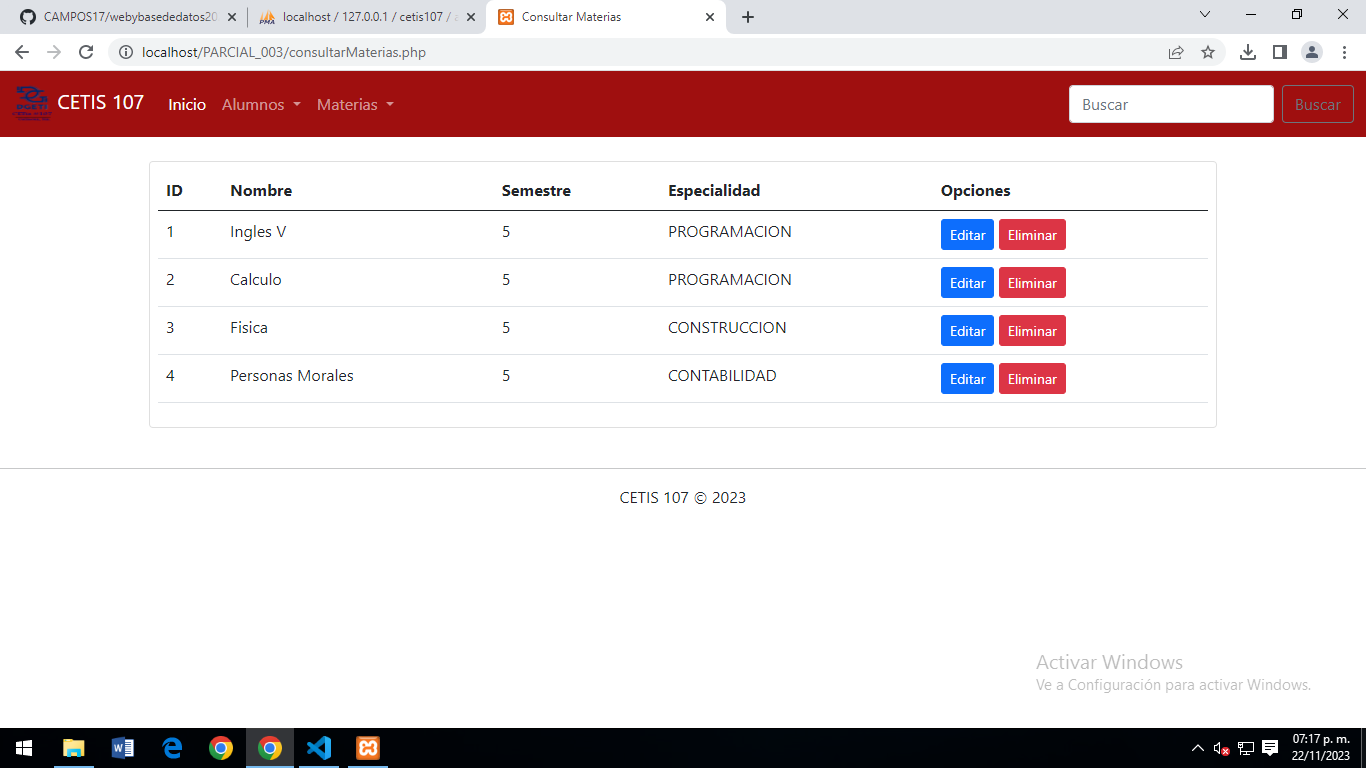 CAMPOS17/webybasededatos20
localhost / 127.0.0.1 / cetis107 / a
Consultar Materias
localhost/PARCIAL_003/consultarMaterias.php
CETIS 107 Inicio Alumnos Materias Buscar Buscar
ID Nombre Semestre Especialidad Opciones
1 Ingles V 5 PROGRAMACION Editar Eliminar
2 Calculo 5 PROGRAMACION Editar Eliminar
3 Fisica 5 CONSTRUCCION Editar Eliminar
4 Personas Morales 5 CONTABILIDAD Editar Eliminar
CETIS 107 © 2023
Activar Windows
Ve a Configuración para activar Windows.
07:17 p. m.
22/11/2023